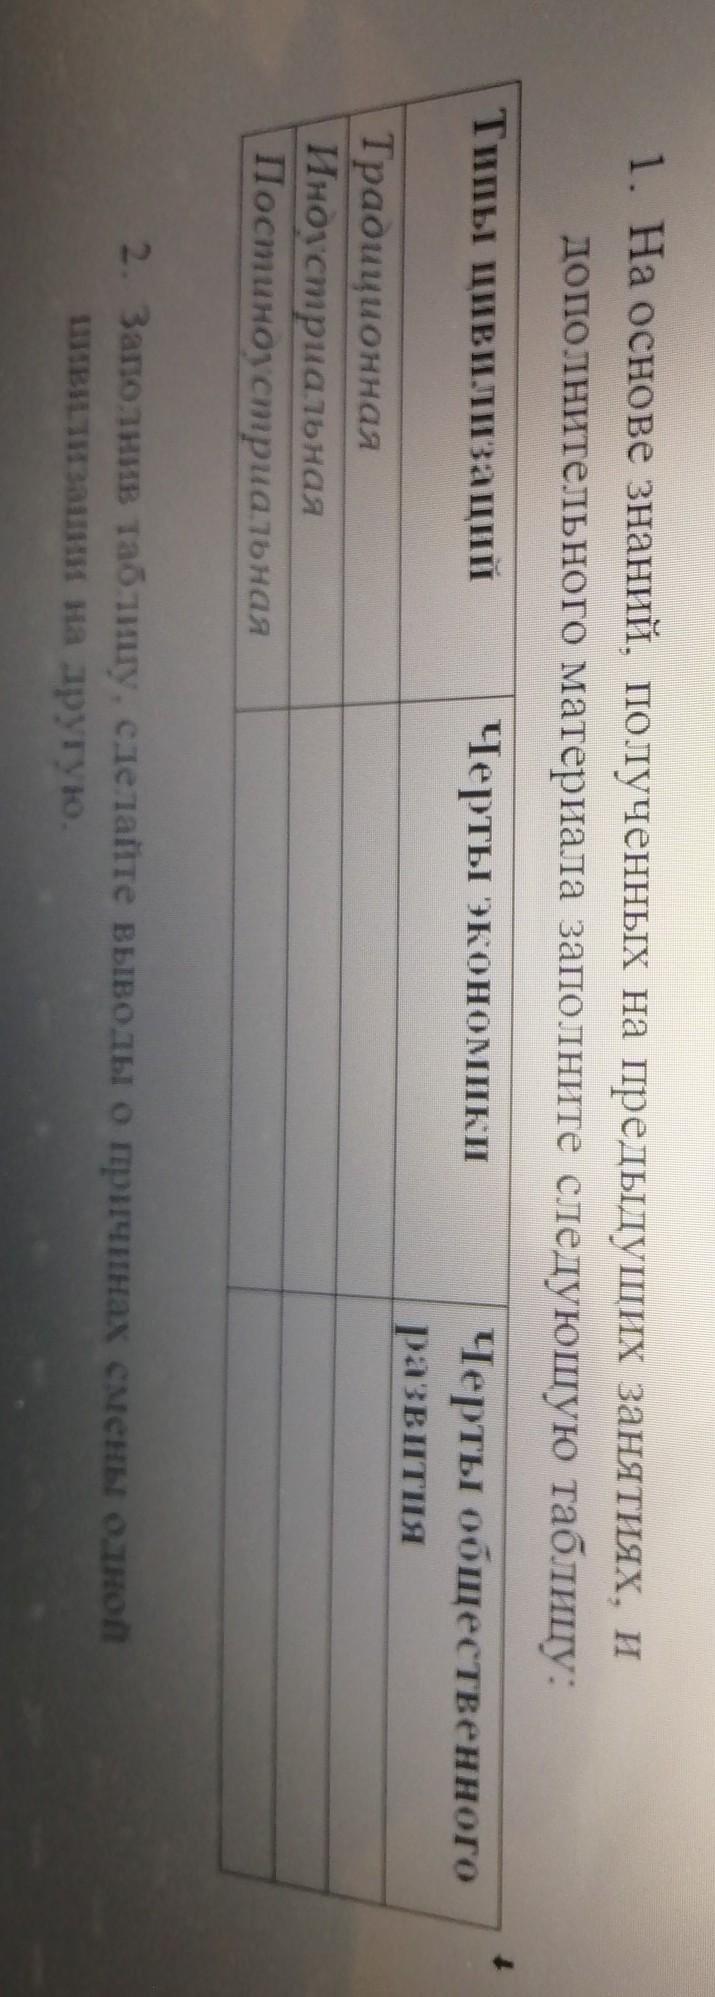 1. На основе знаний, полученных на предыдущих занятиях, и
дополнительного материала заполните следующую таблицу:
Типы цивилизаций Черты экономики Черты общественного
развития
Традиционная
Индустриальная
Постиндустриальная
2. Заполнив таблицу, сделайте выводы о причинах смены одной
цивилизации на другую.